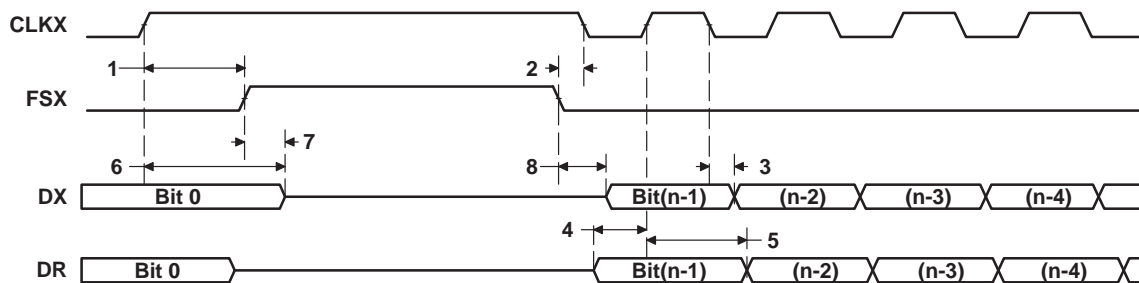 CLKX
1
2
FSX
7
6
8
3
DX
Bit 0
Bit(n-1)
(n-2)
(n-3)
(n-4)
4
5
DR
Bit 0
Bit(n-1)
(n-2)
(n-3)
(n-4)